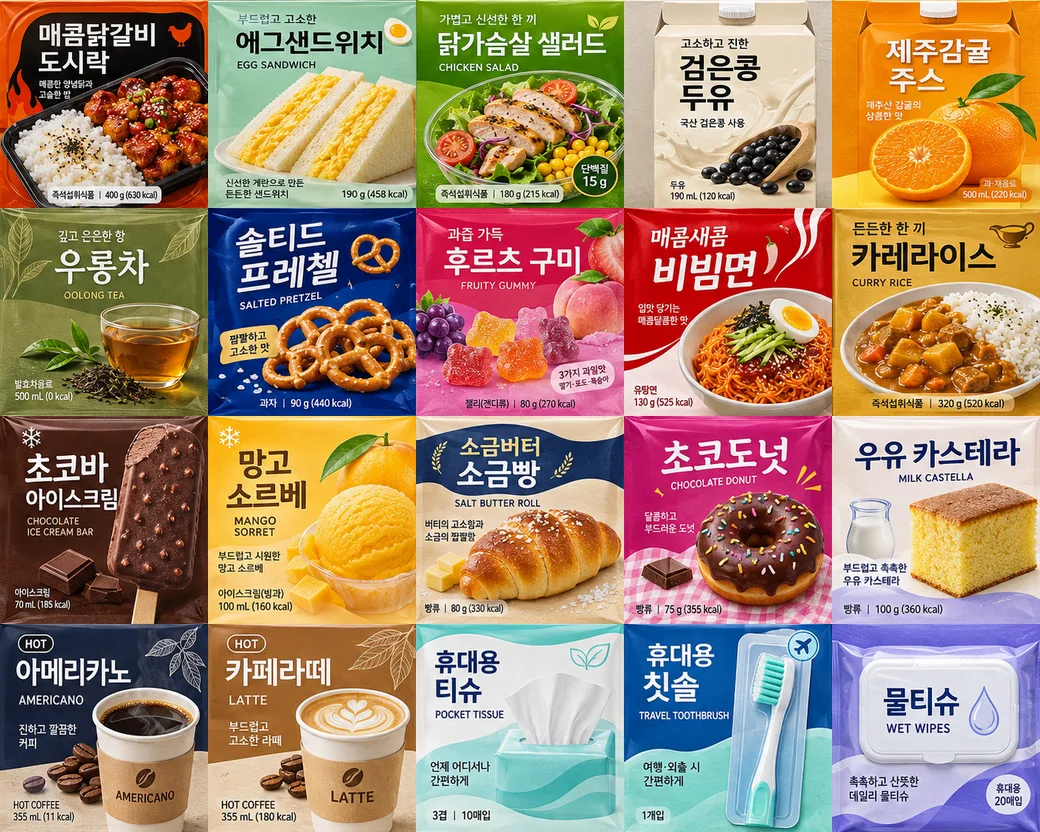 매콤닭갈비
도시락
매콤한 양념닭과
고슬한 밥
즉석섭취식품 | 400 g (630 kcal)
부드럽고 고소한
에그샌드위치
EGG SANDWICH
신선한 계란으로 만든
든든한 샌드위치
190 g (458 kcal)
가볍고 신선한 한 끼
닭가슴살 샐러드
CHICKEN SALAD
단백질
15 g
즉석섭취식품 | 180 g (215 kcal)
고소하고 진한
검은콩
두유
국산 검은콩 사용
두유
190 mL (120 kcal)
제주감귤
주스
제주산 감귤의
상큼한 맛
과·채음료
500 mL (220 kcal)
깊고 은은한 향
우롱차
OOLONG TEA
발효차음료
500 mL (0 kcal)
솔티드
프레첼
SALTED PRETZEL
짭짤하고
고소한 맛
과자 | 90 g (440 kcal)
과즙 가득
후르츠 구미
FRUITY GUMMY
3가지 과일맛
딸기·포도·복숭아
젤리(캔디류) | 80 g (270 kcal)
매콤새콤
비빔면
입맛 당기는
매콤달콤한 맛
유탕면
130 g (525 kcal)
든든한 한 끼
카레라이스
CURRY RICE
즉석섭취식품 | 320 g (520 kcal)
초코바
아이스크림
CHOCOLATE
ICE CREAM BAR
아이스크림
70 mL (185 kcal)
망고
소르베
MANGO
SORRET
부드럽고 시원한
망고 소르베
아이스크림(빙과)
100 mL (160 kcal)
소금버터
소금빵
SALT BUTTER ROLL
버터의 고소함과
소금의 짭짤함
빵류 | 80 g (330 kcal)
초코도넛
CHOCOLATE DONUT
달콤하고
부드러운 도넛
빵류 | 75 g (355 kcal)
우유 카스테라
MILK CASTELLA
부드럽고 촉촉한
우유 카스테라
빵류 | 100 g (360 kcal)
HOT
아메리카노
AMERICANO
진하고 깔끔한
커피
AMERICANO
HOT COFFEE
355 mL (11 kcal)
HOT
카페라떼
LATTE
부드럽고
고소한 라떼
LATTE
HOT COFFEE
355 mL (180 kcal)
휴대용
티슈
POCKET TISSUE
언제 어디서나
간편하게
3겹 | 10매입
휴대용
칫솔
TRAVEL TOOTHBRUSH
여행·외출 시
간편하게
1개입
물티슈
WET WIPES
촉촉하고 산뜻한
데일리 물티슈
휴대용
20매입